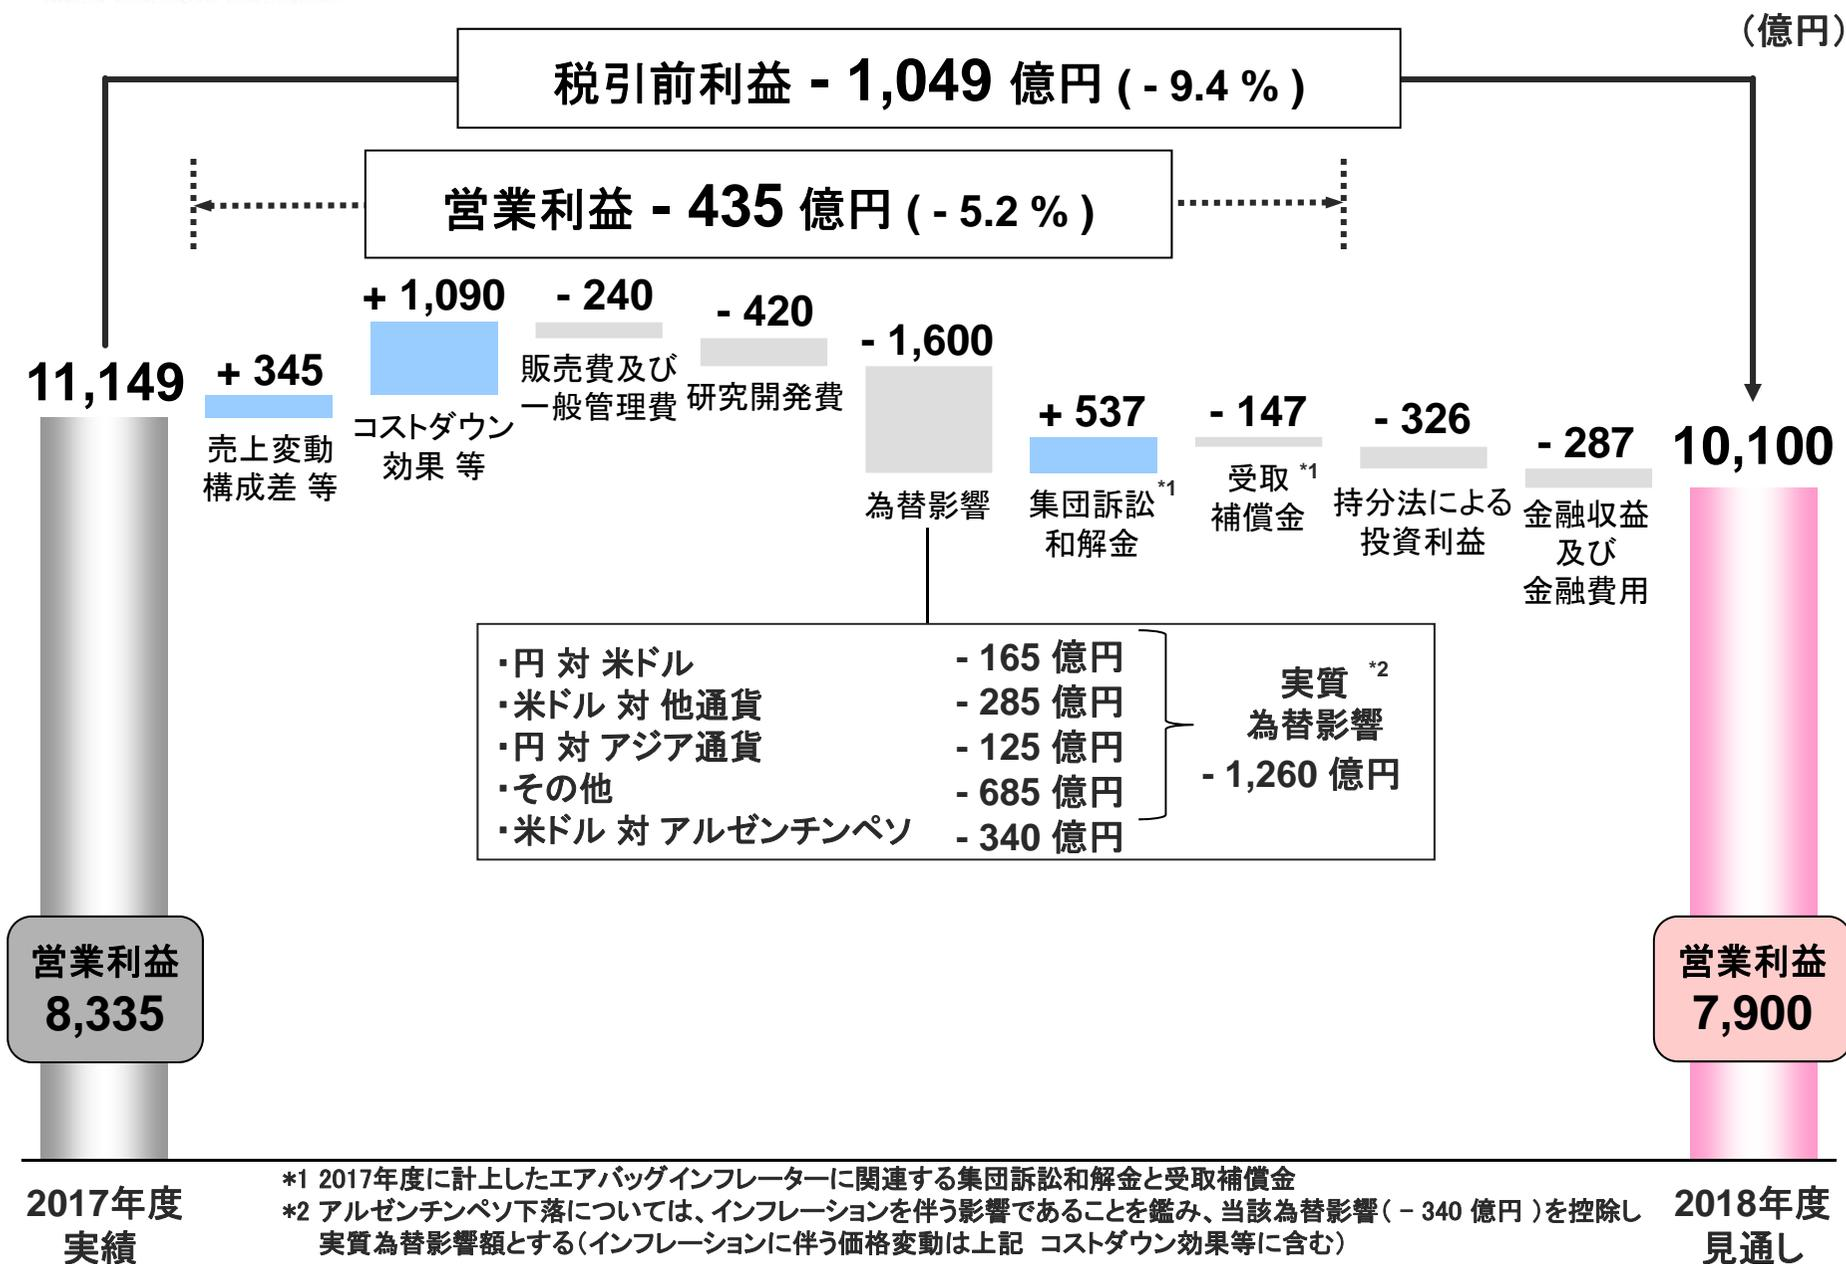 (億円)
税引前利益 - 1,049 億円 ( - 9.4 % )
営業利益 - 435 億円 ( - 5.2 % )
11,149
+ 345
売上変動
構成差 等
+ 1,090
コストダウン
効果 等
- 240
販売費及び
一般管理費
- 420
研究開発費
- 1,600
為替影響
+ 537
集団訴訟 *1
和解金
- 147
受取 *1
補償金
- 326
持分法による
投資利益
- 287
金融収益
及び
金融費用
10,100
・円 対 米ドル - 165 億円
・米ドル 対 他通貨 - 285 億円
・円 対 アジア通貨 - 125 億円
・その他 - 685 億円
・米ドル 対 アルゼンチンペソ - 340 億円
実質 *2
為替影響
- 1,260 億円
営業利益
8,335
営業利益
7,900
2017年度
実績
*1 2017年度に計上したエアバッグインフレーターに関連する集団訴訟和解金と受取補償金
*2 アルゼンチンペソ下落については、インフレーションを伴う影響であることを鑑み、当該為替影響( − 340 億円 )を控除し
実質為替影響額とする(インフレーションに伴う価格変動は上記 コストダウン効果等に含む)
2018年度
見通し